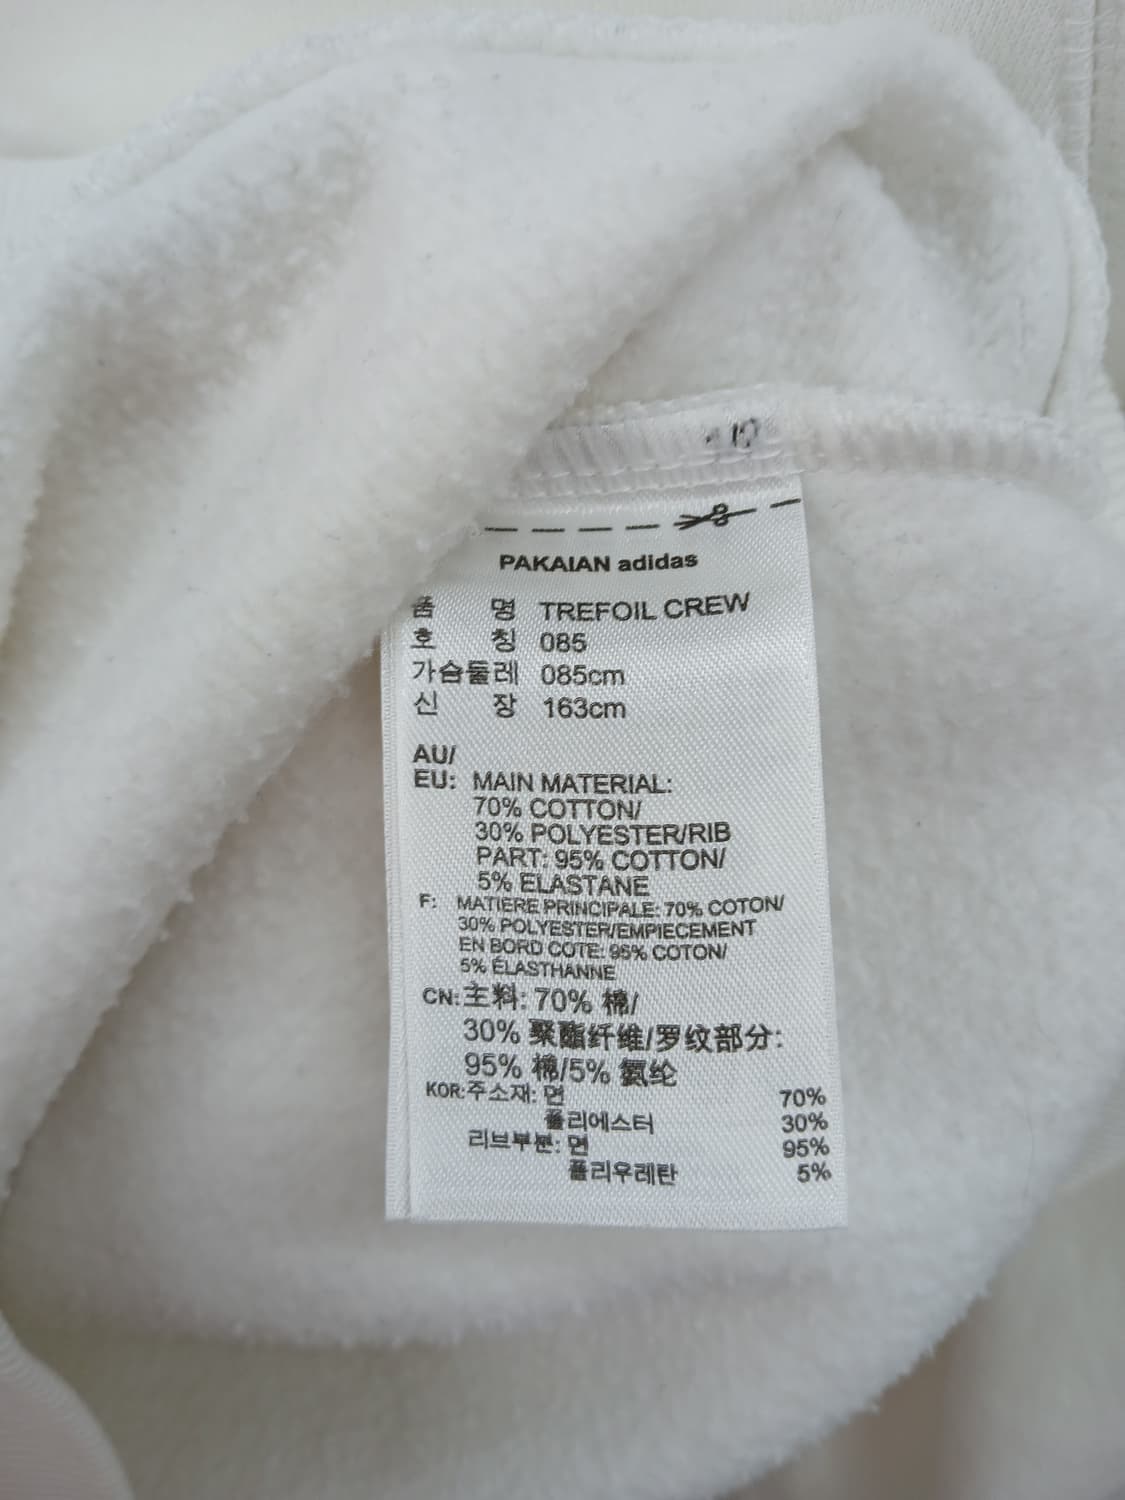 PAKAIAN adidas
품 명 TREFOIL CREW
호 칭 085
가슴둘레 085cm
신 장 163cm
AU/
EU: MAIN MATERIAL:
70% COTTON/
30% POLYESTER/RIB
PART: 95% COTTON/
5% ELASTANE
F: MATIERE PRINCIPALE: 70% COTON/
30% POLYESTER/EMPIECEMENT
EN BORD COTE: 95% COTON/
5% ÉLASTHANNE
CN: 主料: 70% 棉/
30% 聚酯纤维/罗纹部分:
95% 棉/5% 氨纶
KOR: 주소재: 면 70%
폴리에스터 30%
리브부분: 면 95%
폴리우레탄 5%